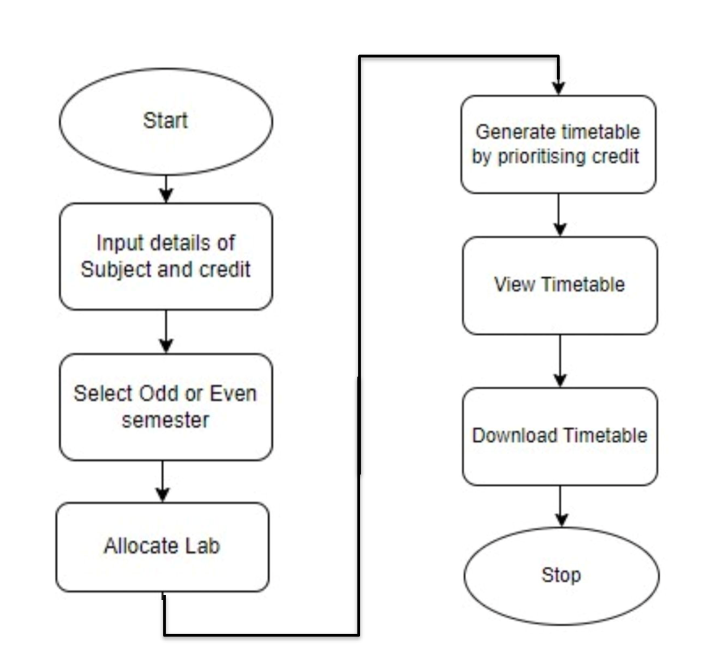 Start
Input details of
Subject and credit
Select Odd or Even
semester
Allocate Lab
Generate timetable
by prioritising credit
View Timetable
Download Timetable
Stop